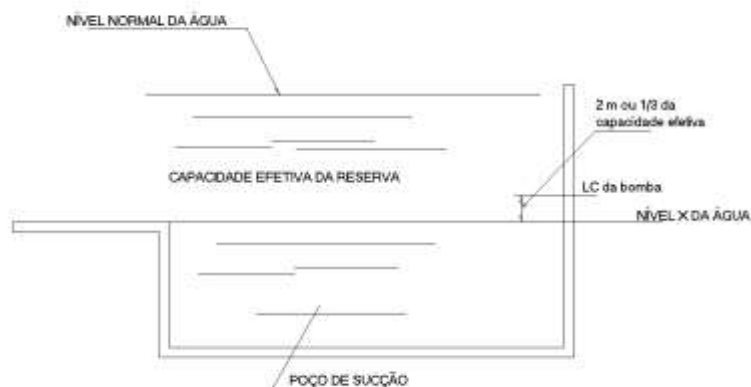 NÍVEL NORMAL DA ÁGUA
2 m ou 1/3 da
capacidade efetiva
CAPACIDADE EFETIVA DA RESERVA
LC da bomba
NÍVEL X DA ÁGUA
POÇO DE SUCÇÃO